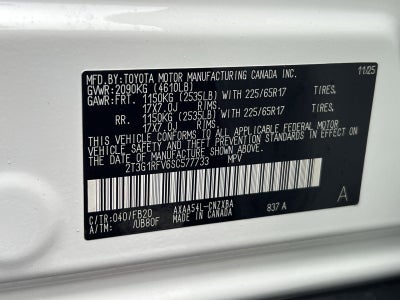 MFD.BY:TOYOTA MOTOR MANUFACTURING CANADA INC. 11/25
GVWR:2090KG (4610LB)
GAWR:FRT. 1150KG (2535LB) WITH 225/65R17 TIRES,
17X7.0J RIMS,
RR. 1150KG (2535LB) WITH 225/65R17 TIRES,
17X7.0J RIMS,
THIS VEHICLE CONFORMS TO ALL APPLICABLE FEDERAL MOTOR
VEHICLE SAFETY STANDARDS IN EFFECT ON THE DATE OF
MANUFACTURE SHOWN ABOVE.
2T3G1RFV6SC577733 MPV
C/TR:040/FB20 AXAA54L-CNZXBA 837 A A
A/TM: /UB80F MADE IN CANADA